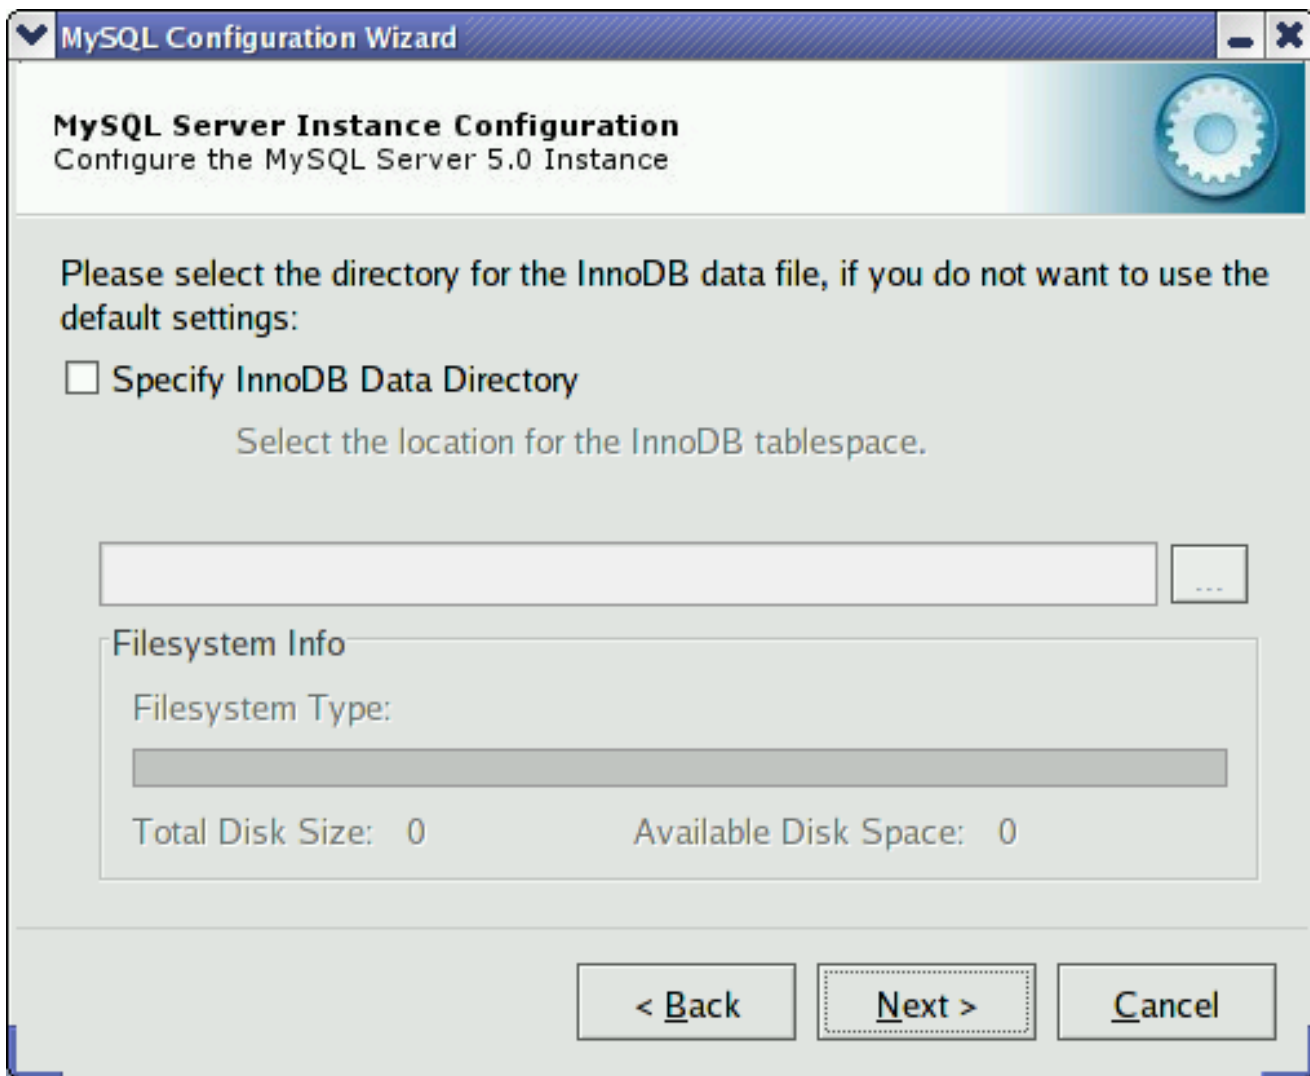 MySQL Configuration Wizard
MySQL Server Instance Configuration
Configure the MySQL Server 5.0 Instance
Please select the directory for the InnoDB data file, if you do not want to use the
default settings:
Specify InnoDB Data Directory
Select the location for the InnoDB tablespace.
...
Filesystem Info
Filesystem Type:
Total Disk Size: 0 Available Disk Space: 0
< Back Next > Cancel